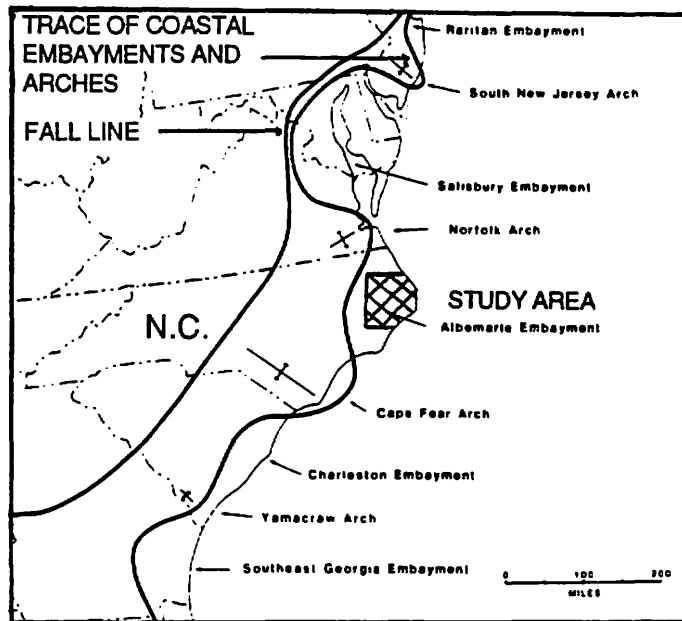 TRACE OF COASTAL
EMBAYMENTS AND
ARCHES
Raritan Embayment
South New Jersey Arch
FALL LINE
Salisbury Embayment
Norfolk Arch
STUDY AREA
Albemarle Embayment
N.C.
Cape Fear Arch
Charleston Embayment
Yamacraw Arch
Southeast Georgia Embayment
0 100 200
MILES